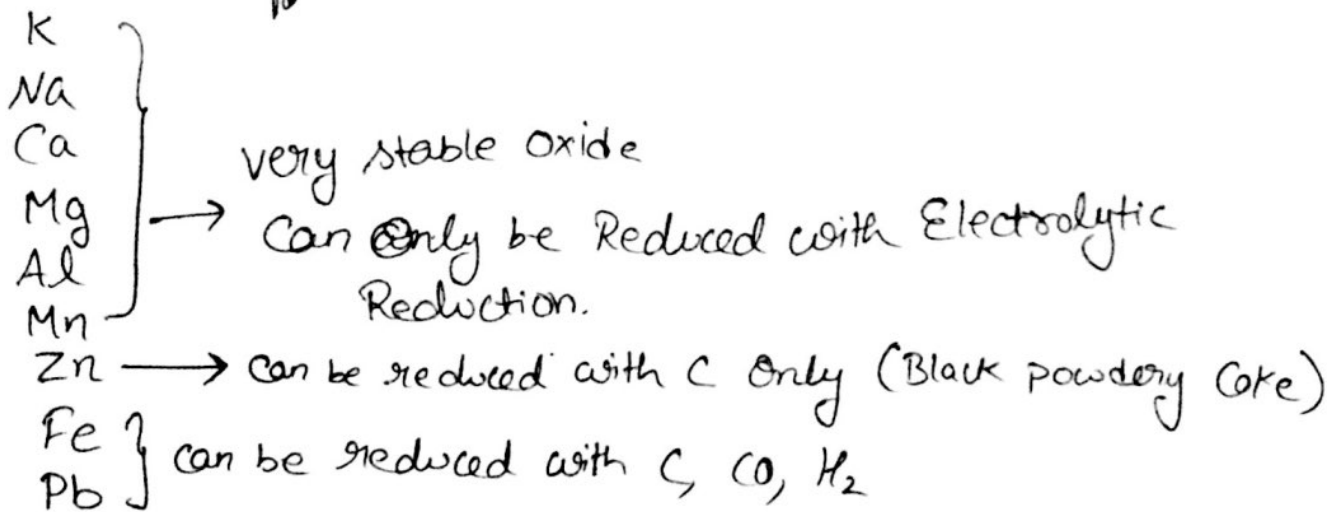 K
Na
Ca
Mg
Al
Mn
→ very stable oxide
Can Only be Reduced with Electrolytic
Reduction.
Zn → can be reduced with C Only (Black powdery Coke)
Fe
Pb
} can be reduced with C, CO, H₂